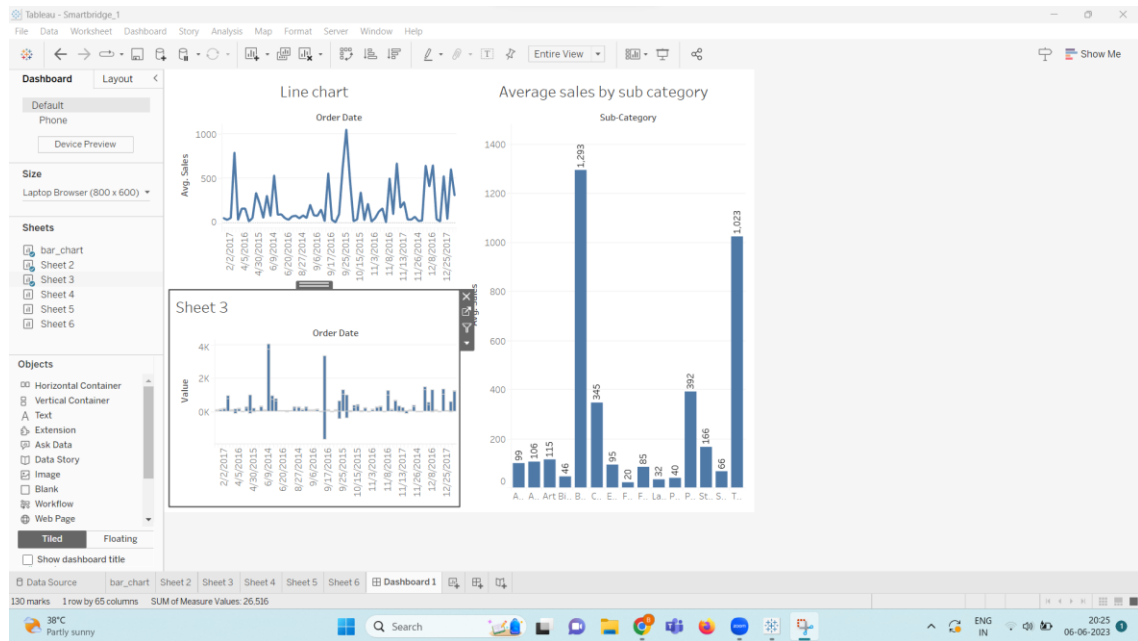 Tableau - Smartbridge_1
File Data Worksheet Dashboard Story Analysis Map Format Server Window Help
Entire View
Show Me
Dashboard Layout
Default
Phone
Device Preview
Size
Laptop Browser (800 x 600)
Sheets
bar_chart
Sheet 2
Sheet 3
Sheet 4
Sheet 5
Sheet 6
Objects
Horizontal Container
Vertical Container
A Text
Extension
Ask Data
Data Story
Image
Blank
Workflow
Web Page
Tiled Floating
Show dashboard title
Line chart
Order Date
Avg. Sales
1000
500
0
2/2/2017
4/5/2016
4/30/2015
6/9/2014
6/20/2016
8/27/2014
9/6/2016
9/17/2016
9/25/2015
10/15/2015
11/3/2016
11/8/2016
11/13/2017
11/26/2014
12/8/2016
12/25/2017
Sheet 3
Order Date
Value
4K
2K
0K
2/2/2017
4/5/2016
4/30/2015
6/9/2014
6/20/2016
8/27/2014
9/6/2016
9/17/2016
9/25/2015
10/15/2015
11/3/2016
11/8/2016
11/13/2017
11/26/2014
12/8/2016
12/25/2017
Average sales by sub category
Sub-Category
1400
1200
1000
800
600
400
200
0
99
106
115
46
1,293
345
95
20
85
32
40
392
166
66
1,023
A.. A.. Art Bi.. B.. C.. E.. F.. F.. La.. P.. P.. St.. S.. T..
Data Source bar_chart Sheet 2 Sheet 3 Sheet 4 Sheet 5 Sheet 6 Dashboard 1
130 marks 1 row by 65 columns SUM of Measure Values: 26,516
38°C
Partly sunny
Search
ENG
IN
20:25
06-06-2023
1